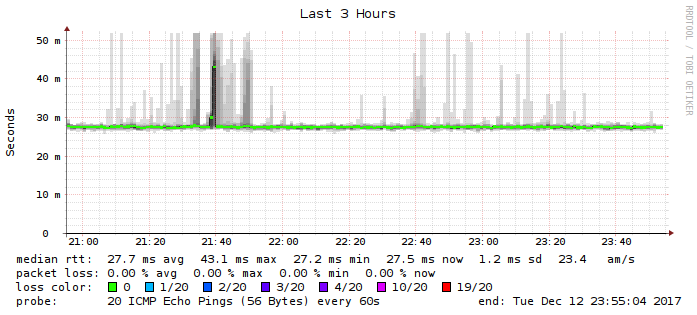 Last 3 Hours
RRDTOOL / TOBI OETIKER
50 m
40 m
30 m
20 m
10 m
0
Seconds
21:00 21:20 21:40 22:00 22:20 22:40 23:00 23:20 23:40
median rtt: 27.7 ms avg 43.1 ms max 27.2 ms min 27.5 ms now 1.2 ms sd 23.4 am/s
packet loss: 0.00 % avg 0.00 % max 0.00 % min 0.00 % now
loss color: 0 1/20 2/20 3/20 4/20 10/20 19/20
probe: 20 ICMP Echo Pings (56 Bytes) every 60s end: Tue Dec 12 23:55:04 2017